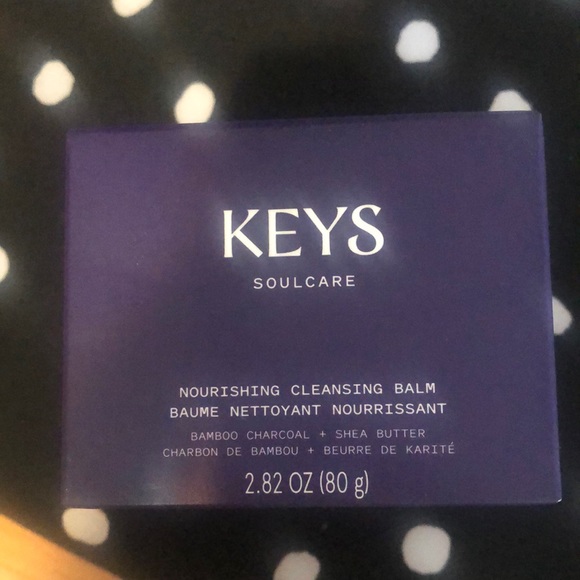 KEYS
SOULCARE
NOURISHING CLEANSING BALM
BAUME NETTOYANT NOURRISSANT
BAMBOO CHARCOAL + SHEA BUTTER
CHARBON DE BAMBOU + BEURRE DE KARITÉ
2.82 OZ (80 g)